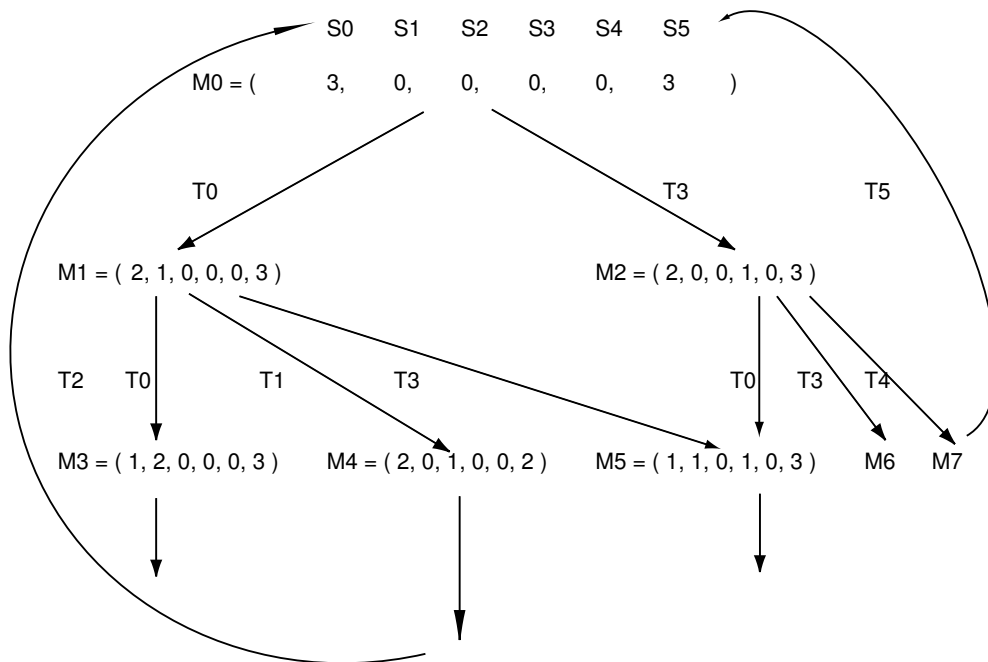 S0 S1 S2 S3 S4 S5
M0 = ( 3, 0, 0, 0, 0, 3 )
T0 T3 T5
M1 = ( 2, 1, 0, 0, 0, 3 ) M2 = ( 2, 0, 0, 1, 0, 3 )
T2 T0 T1 T3 T0 T3 T4
M3 = ( 1, 2, 0, 0, 0, 3 ) M4 = ( 2, 0, 1, 0, 0, 2 ) M5 = ( 1, 1, 0, 1, 0, 3 ) M6 M7